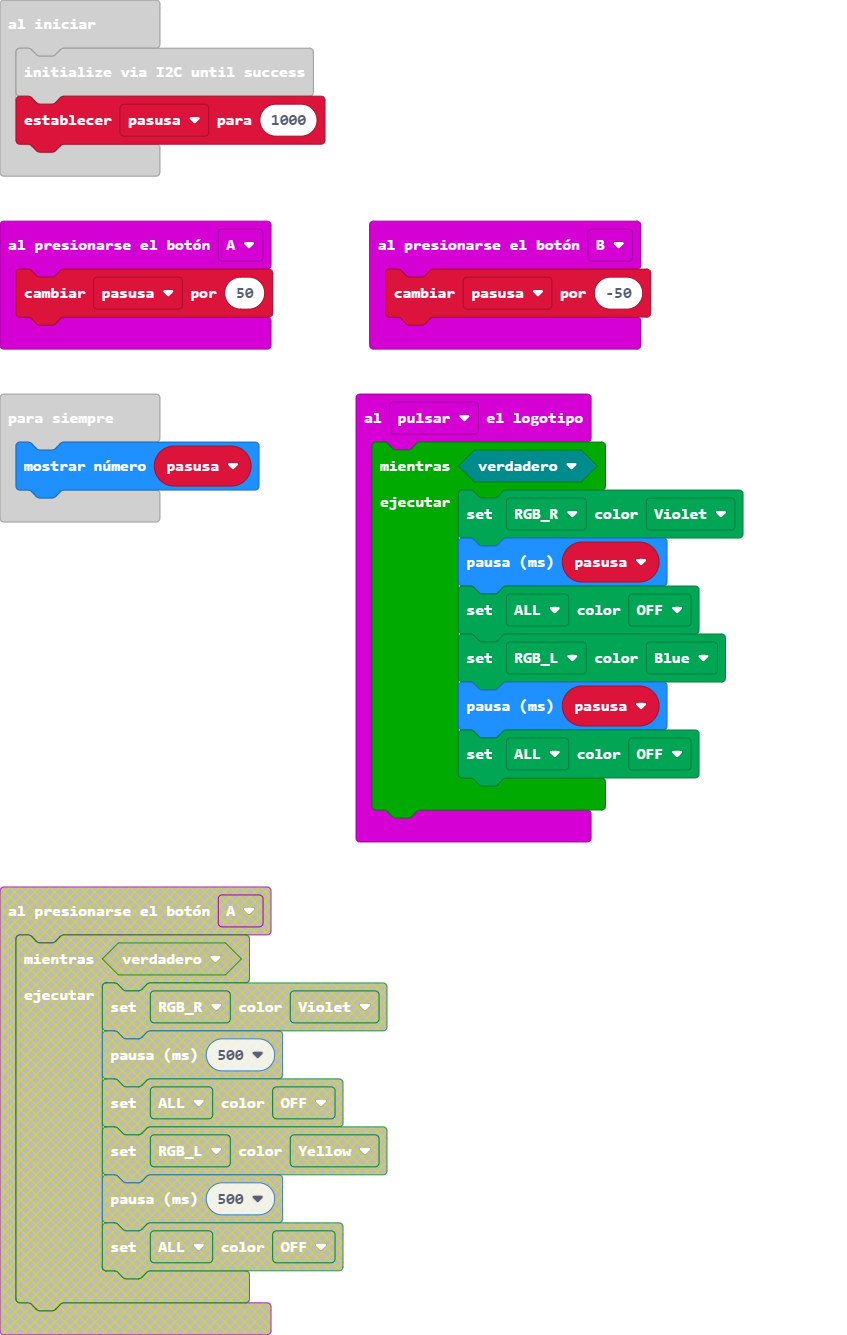 al iniciar
initialize via I2C until success
establecer pasusa para 1000
al presionarse el botón A
cambiar pasusa por 50
al presionarse el botón B
cambiar pasusa por -50
para siempre
mostrar número pasusa
al pulsar el logotipo
mientras verdadero
ejecutar
set RGB_R color Violet
pausa (ms) pasusa
set ALL color OFF
set RGB_L color Blue
pausa (ms) pasusa
set ALL color OFF
al presionarse el botón A
mientras verdadero
ejecutar
set RGB_R color Violet
pausa (ms) 500
set ALL color OFF
set RGB_L color Yellow
pausa (ms) 500
set ALL color OFF